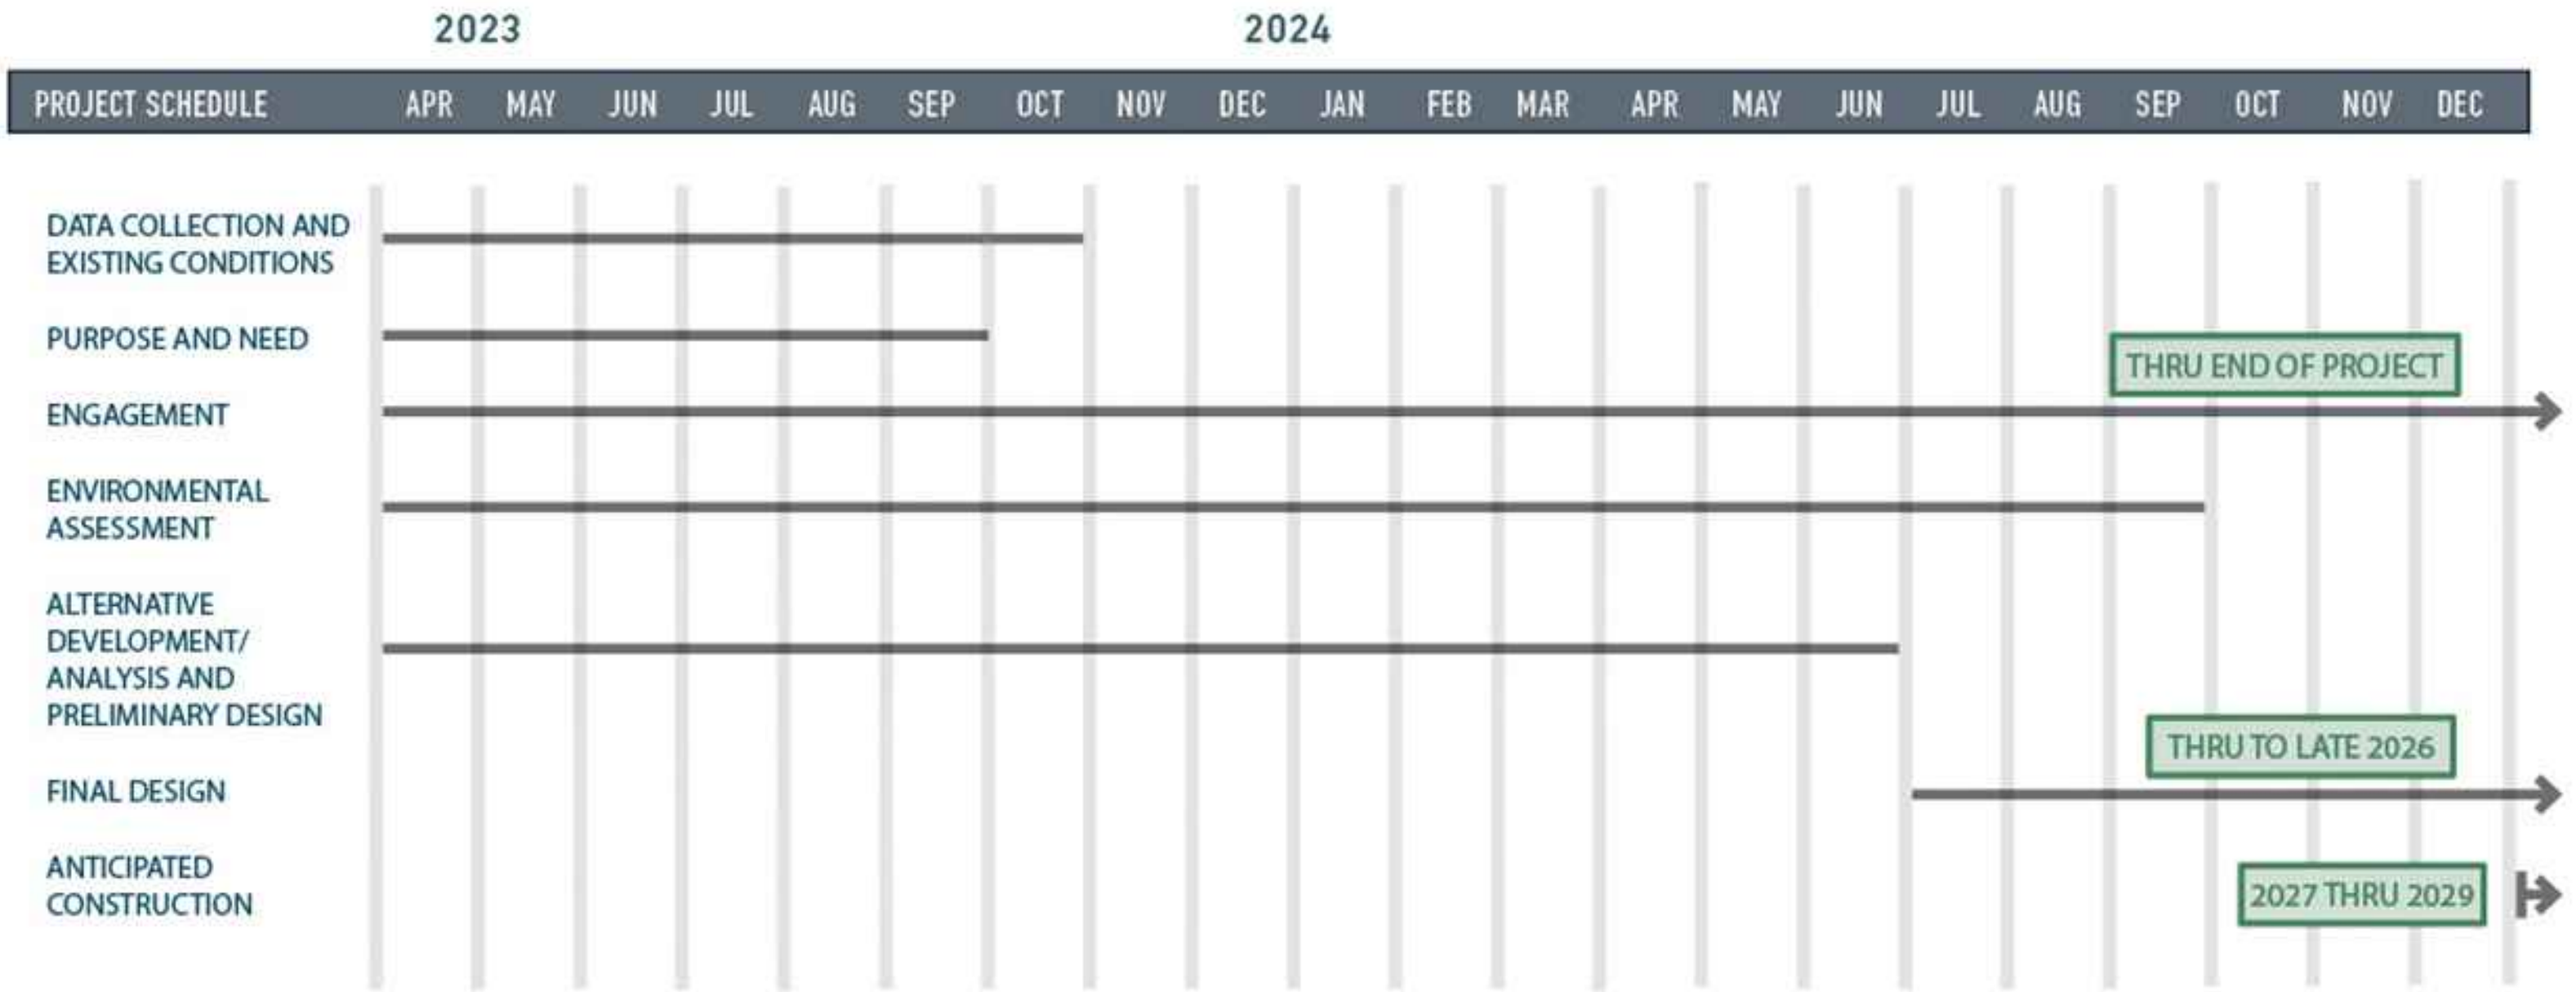 2023 2024
PROJECT SCHEDULE APR MAY JUN JUL AUG SEP OCT NOV DEC JAN FEB MAR APR MAY JUN JUL AUG SEP OCT NOV DEC
DATA COLLECTION AND
EXISTING CONDITIONS
PURPOSE AND NEED
THRU END OF PROJECT
ENGAGEMENT
ENVIRONMENTAL
ASSESSMENT
ALTERNATIVE
DEVELOPMENT/
ANALYSIS AND
PRELIMINARY DESIGN
THRU TO LATE 2026
FINAL DESIGN
ANTICIPATED
CONSTRUCTION
2027 THRU 2029